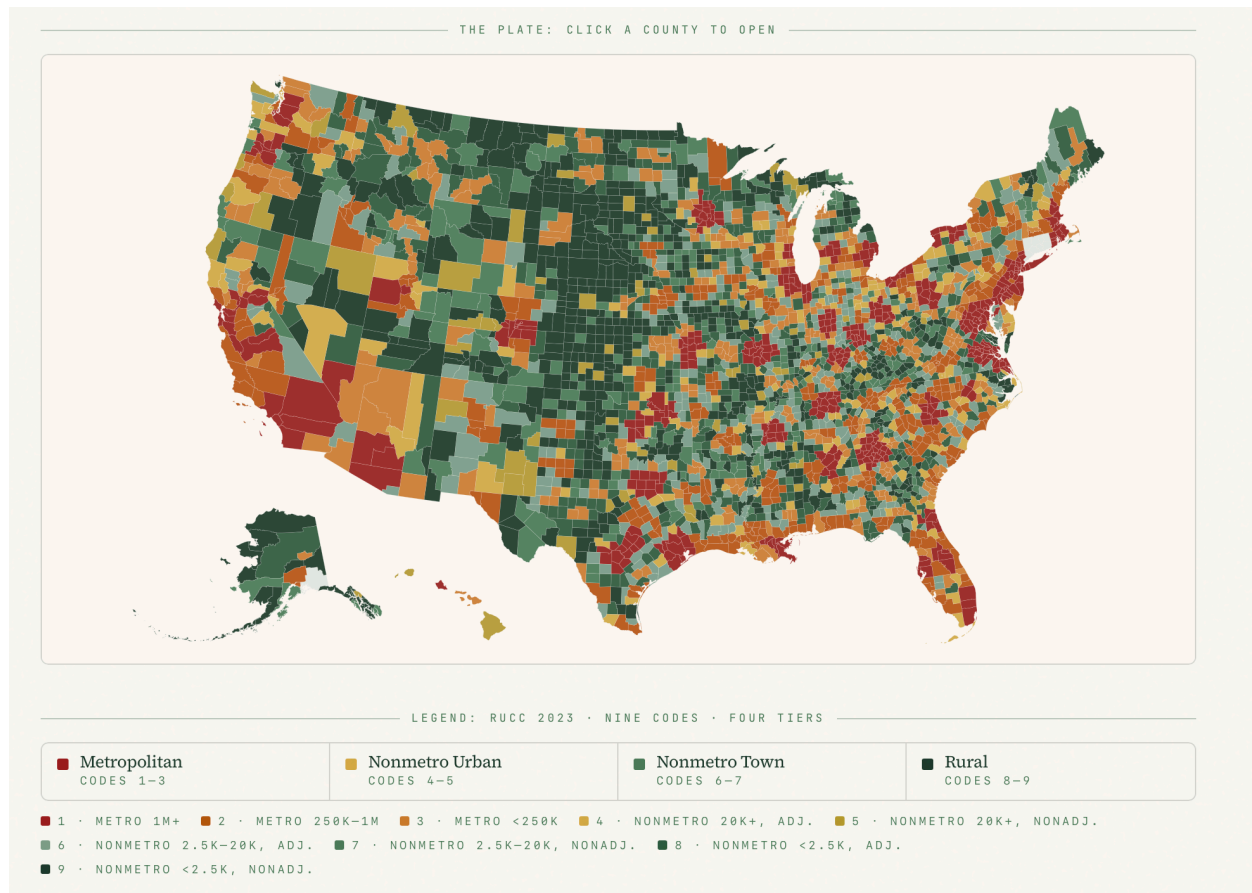 THE PLATE: CLICK A COUNTY TO OPEN
LEGEND: RUCC 2023 · NINE CODES · FOUR TIERS
Metropolitan
CODES 1—3
Nonmetro Urban
CODES 4—5
Nonmetro Town
CODES 6—7
Rural
CODES 8—9
1 · METRO 1M+ 2 · METRO 250K—1M 3 · METRO <250K 4 · NONMETRO 20K+, ADJ. 5 · NONMETRO 20K+, NONADJ.
6 · NONMETRO 2.5K—20K, ADJ. 7 · NONMETRO 2.5K—20K, NONADJ. 8 · NONMETRO <2.5K, ADJ.
9 · NONMETRO <2.5K, NONADJ.